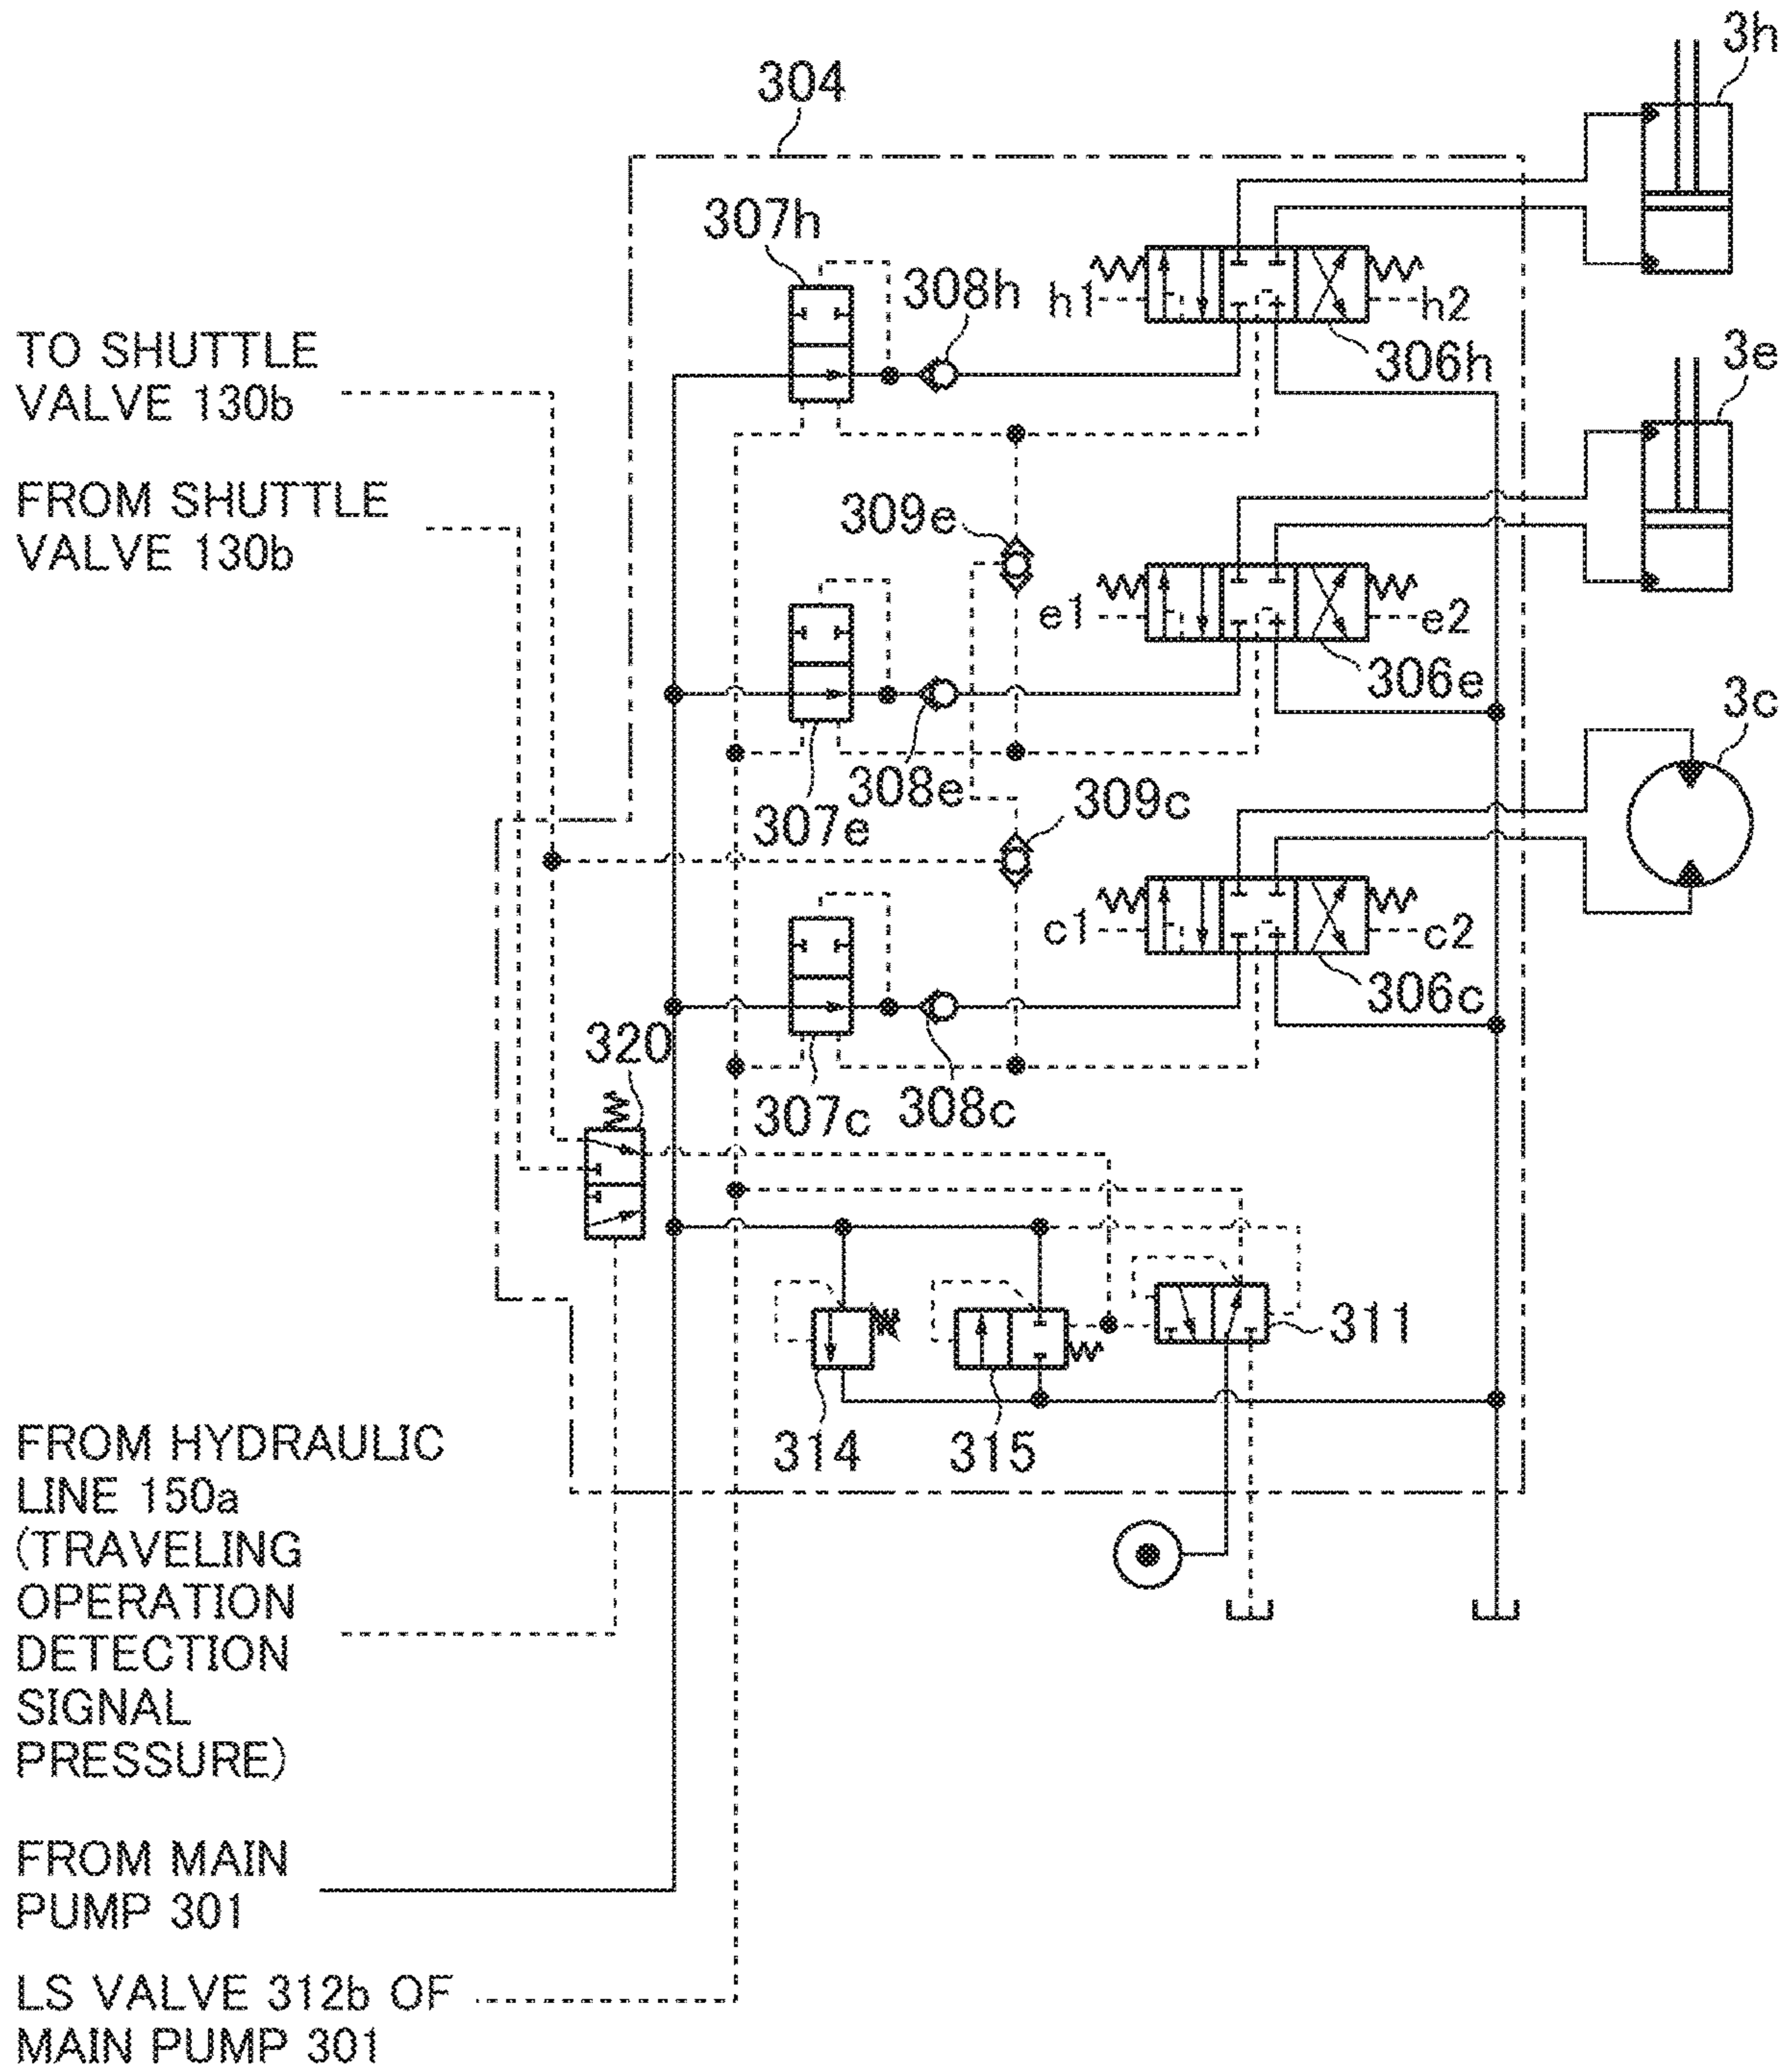 3h
304
307h
308h
h1
h2
306h
3e
TO SHUTTLE
VALVE 130b
FROM SHUTTLE
VALVE 130b
309e
e1
e2
306e
3c
308e
307e
309c
c1
c2
306c
320
307c
308c
311
314
315
FROM HYDRAULIC
LINE 150a
(TRAVELING
OPERATION
DETECTION
SIGNAL
PRESSURE)
FROM MAIN
PUMP 301
LS VALVE 312b OF
MAIN PUMP 301